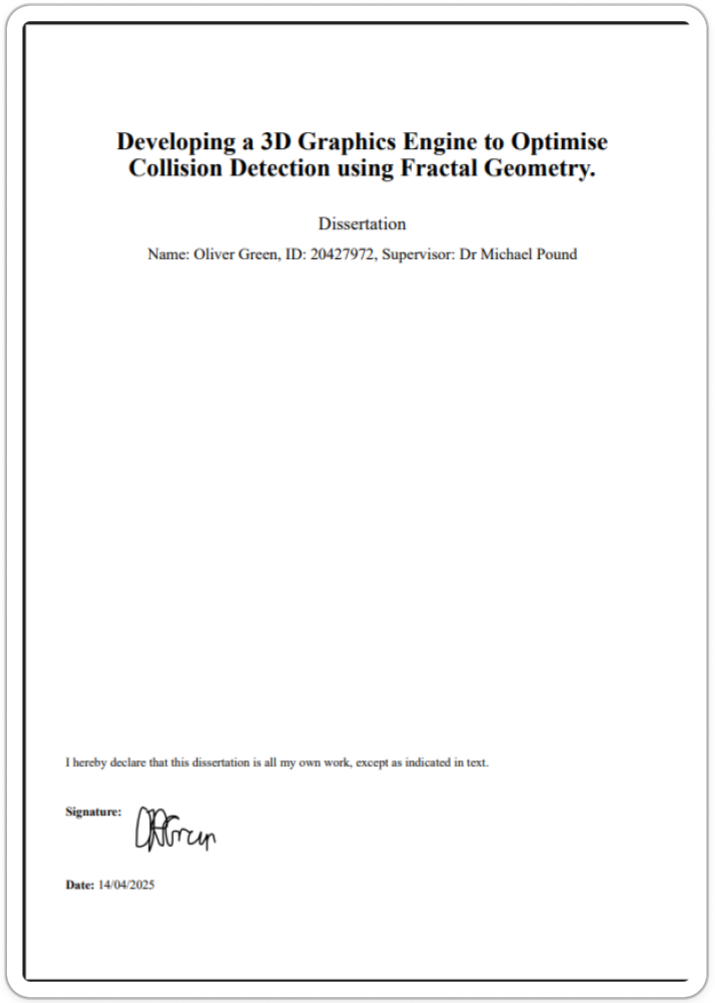 Developing a 3D Graphics Engine to Optimise
Collision Detection using Fractal Geometry.
Dissertation
Name: Oliver Green, ID: 20427972, Supervisor: Dr Michael Pound
I hereby declare that this dissertation is all my own work, except as indicated in text.
Signature:
Date: 14/04/2025